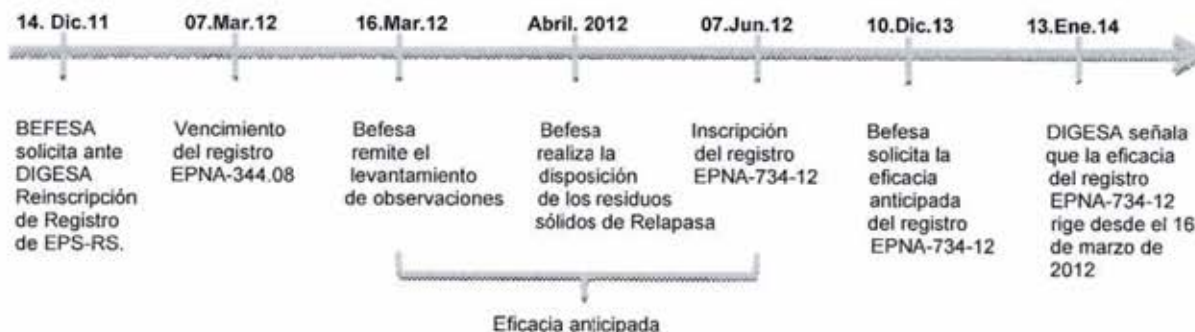 14. Dic.11
07.Mar.12
16.Mar.12
Abril. 2012
07.Jun.12
10.Dic.13
13.Ene.14
BEFESA
solicita ante
DIGESA
Reinscripción
de Registro
de EPS-RS.
Vencimiento
del registro
EPNA-344.08
Befesa
remite el
levantamiento
de observaciones
Befesa
realiza la
disposición
de los residuos
sólidos de Relapasa
Inscripción
del registro
EPNA-734-12
Befesa
solicita la
eficacia
anticipada
del registro
EPNA-734-12
DIGESA señala
que la eficacia
del registro
EPNA-734-12
rige desde el 16
de marzo de
2012
Eficacia anticipada